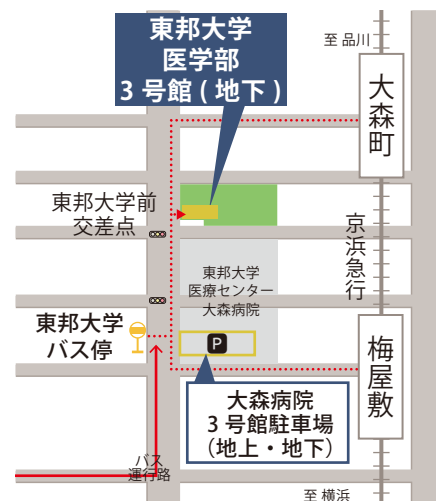 東邦大学
医学部
3 号館 ( 地下 )
至 品川
大森町
東邦大学前
交差点
京浜急行
東邦大学
医療センター
大森病院
東邦大学
バス停
P
梅屋敷
大森病院
3 号館駐車場
（地上・地下）
バス
運行路
至 横浜